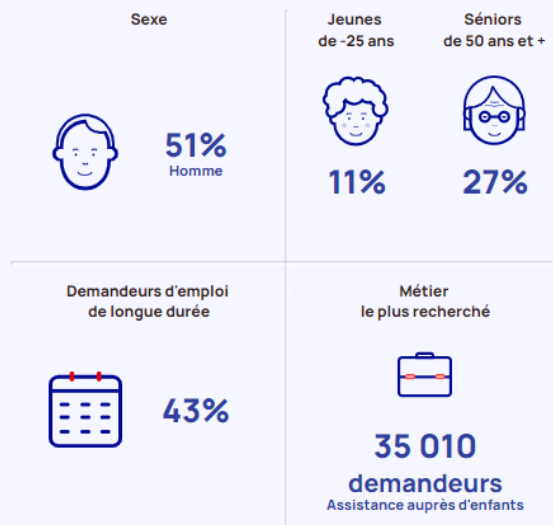 Sexe
51%
Homme
Jeunes
de -25 ans
11%
Séniors
de 50 ans et +
27%
Demandeurs d'emploi
de longue durée
43%
Métier
le plus recherché
35 010
demandeurs
Assistance auprès d'enfants